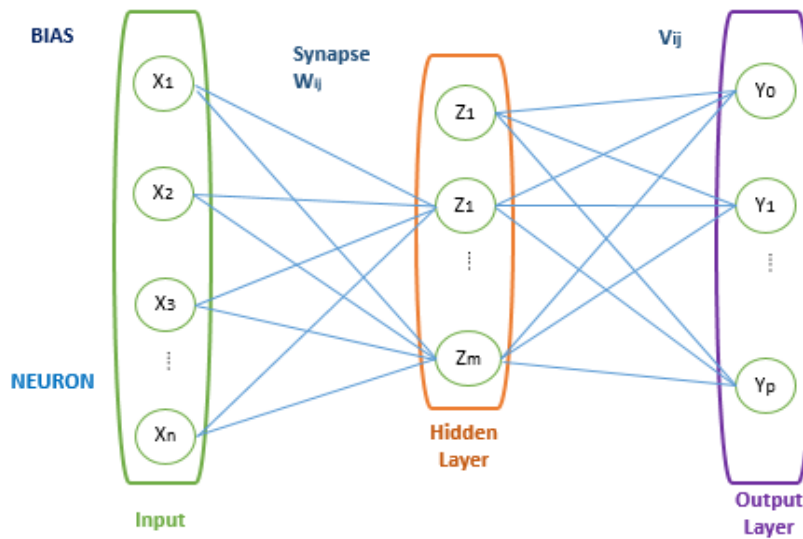 BIAS
Synapse
Wij
Vij
X1
X2
X3
Xn
NEURON
Input
Z1
Z1
Zm
Hidden
Layer
Y0
Y1
Yp
Output
Layer